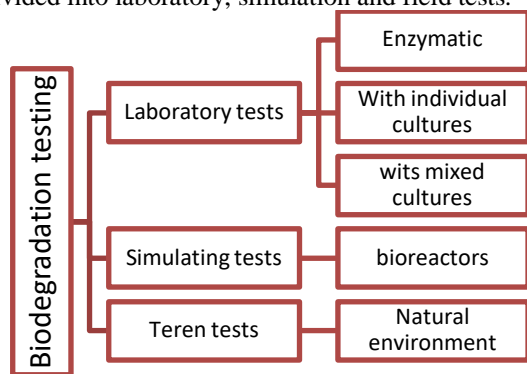 vided into laboratory, simulation and field tests.
Biodegradation testing
Laboratory tests
Enzymatic
With individual
cultures
wits mixed
cultures
Simulating tests
bioreactors
Teren tests
Natural
environment